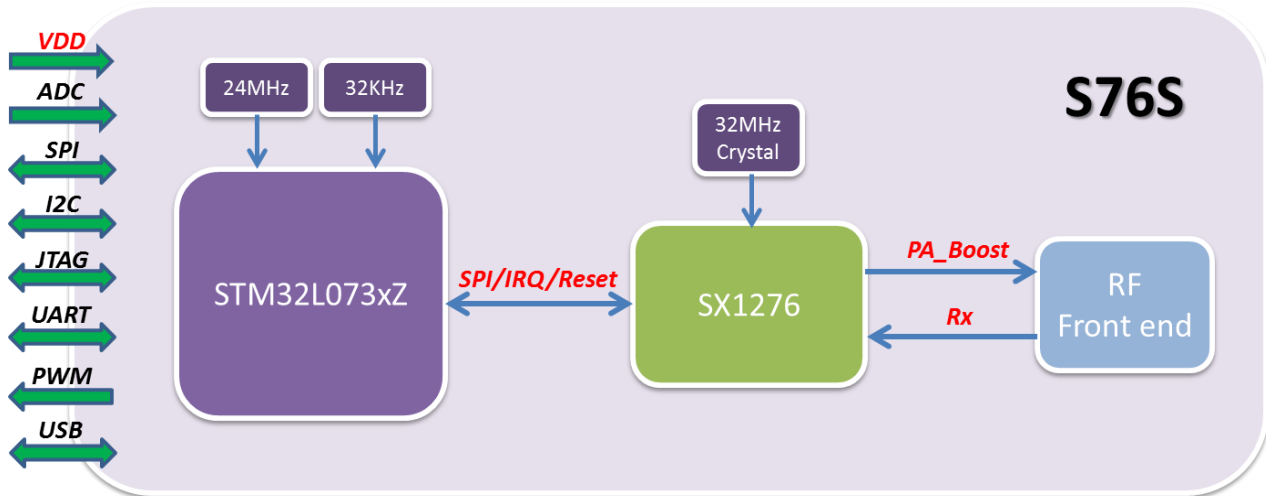 VDD
ADC
SPI
I2C
JTAG
UART
PWM
USB
24MHz
32KHz
STM32L073xZ
SPI/IRQ/Reset
32MHz
Crystal
SX1276
PA_Boost
Rx
RF
Front end
S76S